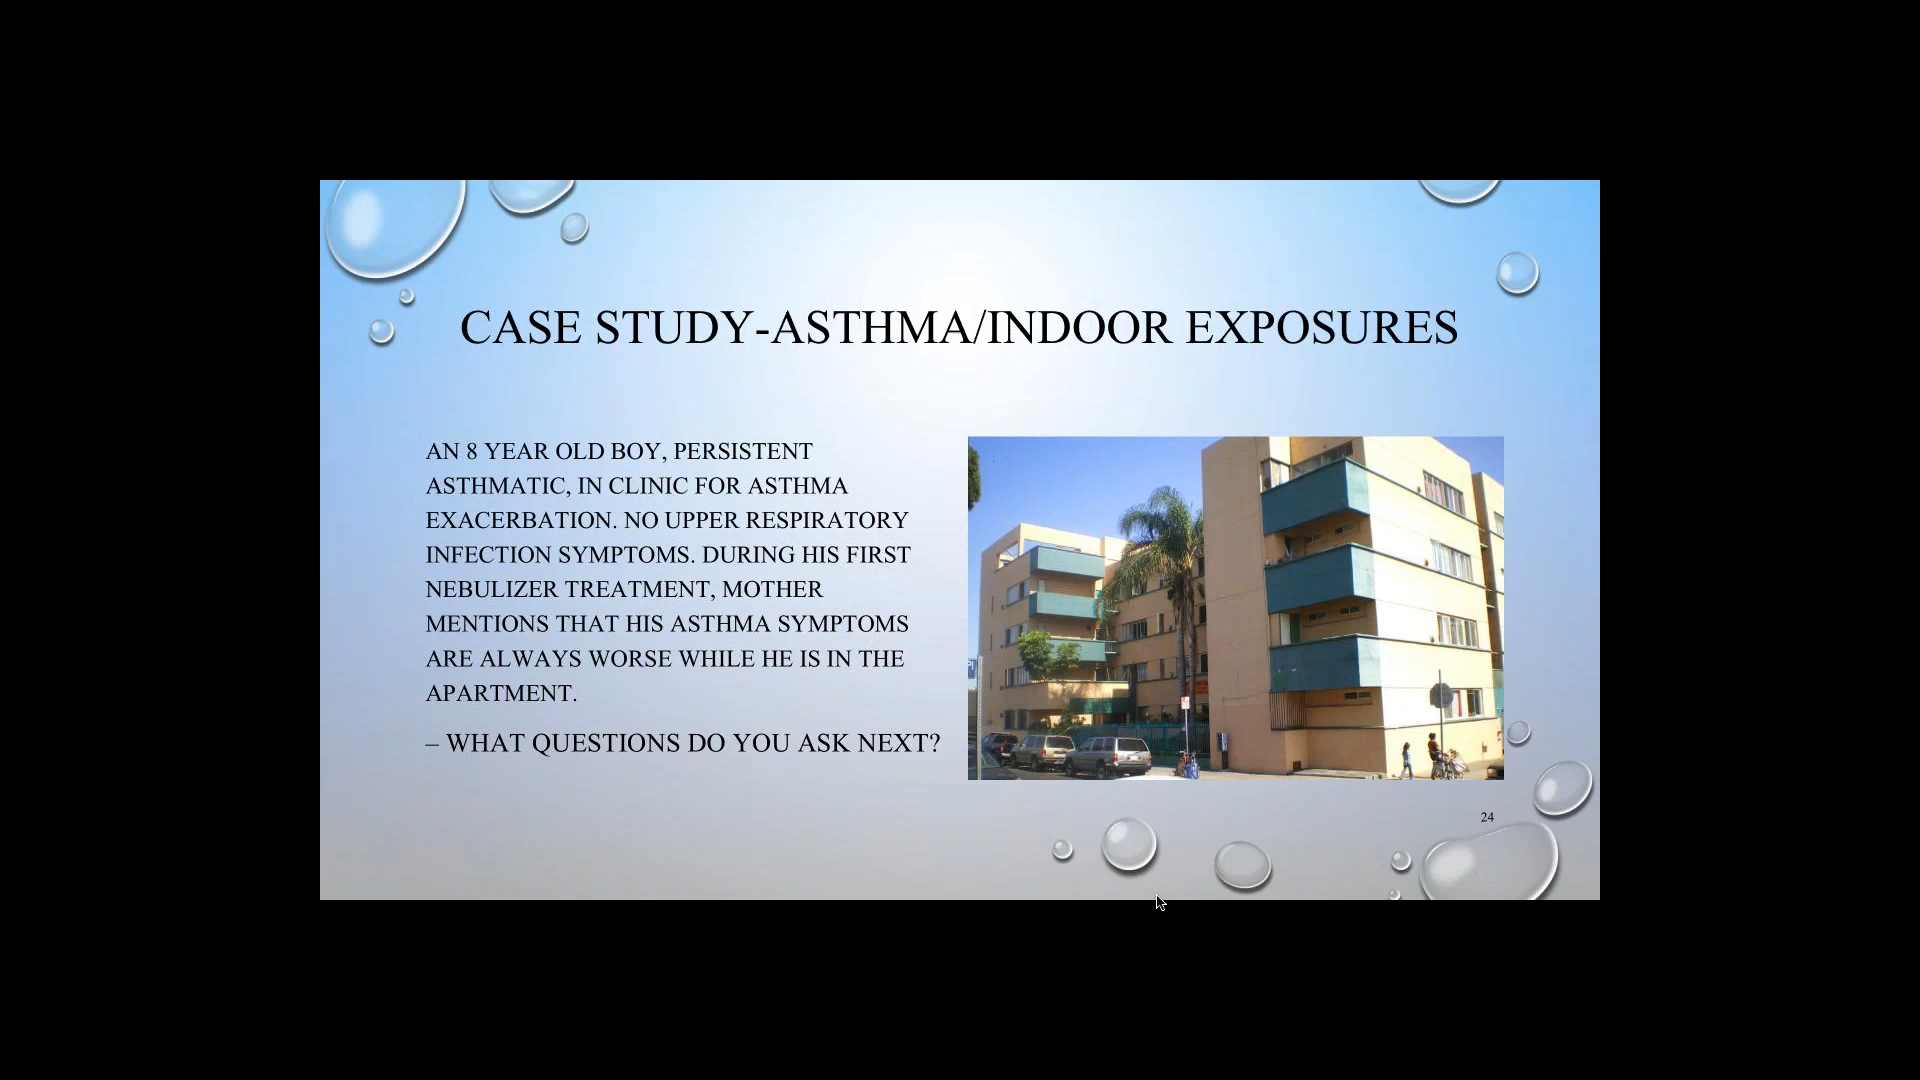 CASE STUDY-ASTHMA/INDOOR EXPOSURES
AN 8 YEAR OLD BOY, PERSISTENT
ASTHMATIC, IN CLINIC FOR ASTHMA
EXACERBATION. NO UPPER RESPIRATORY
INFECTION SYMPTOMS. DURING HIS FIRST
NEBULIZER TREATMENT, MOTHER
MENTIONS THAT HIS ASTHMA SYMPTOMS
ARE ALWAYS WORSE WHILE HE IS IN THE
APARTMENT.
– WHAT QUESTIONS DO YOU ASK NEXT?
24